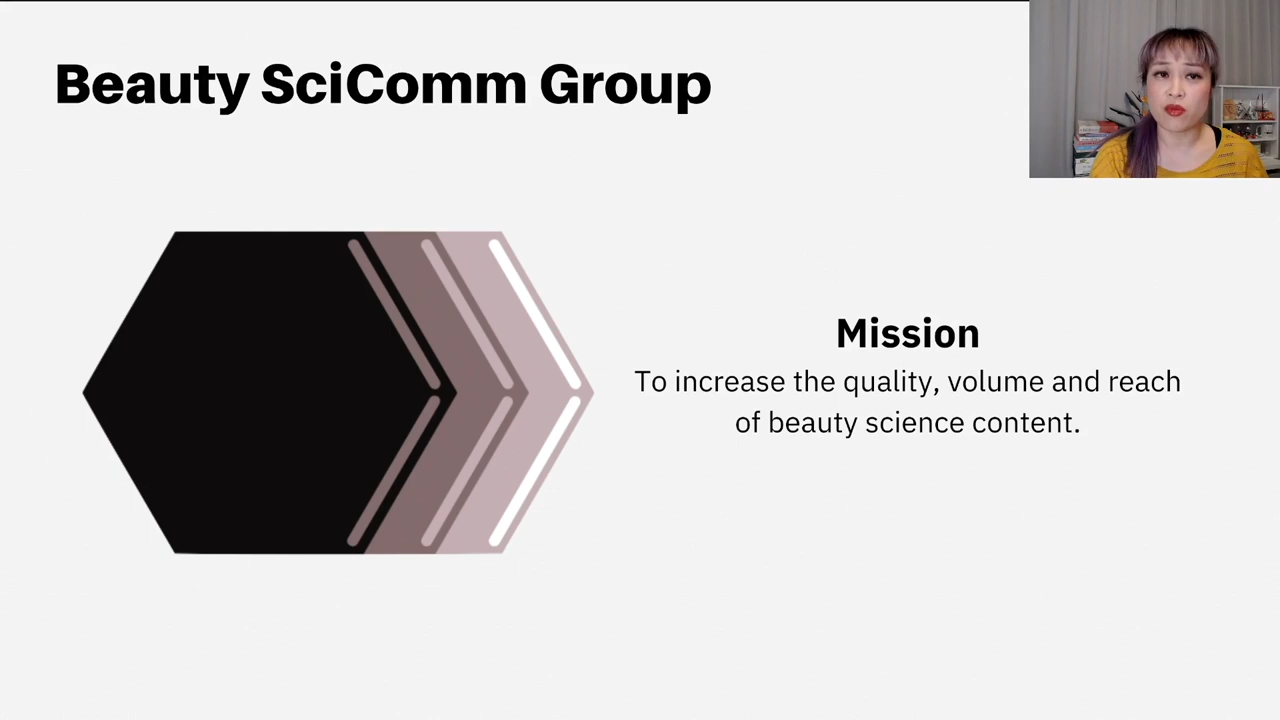 Beauty SciComm Group
Mission
To increase the quality, volume and reach
of beauty science content.